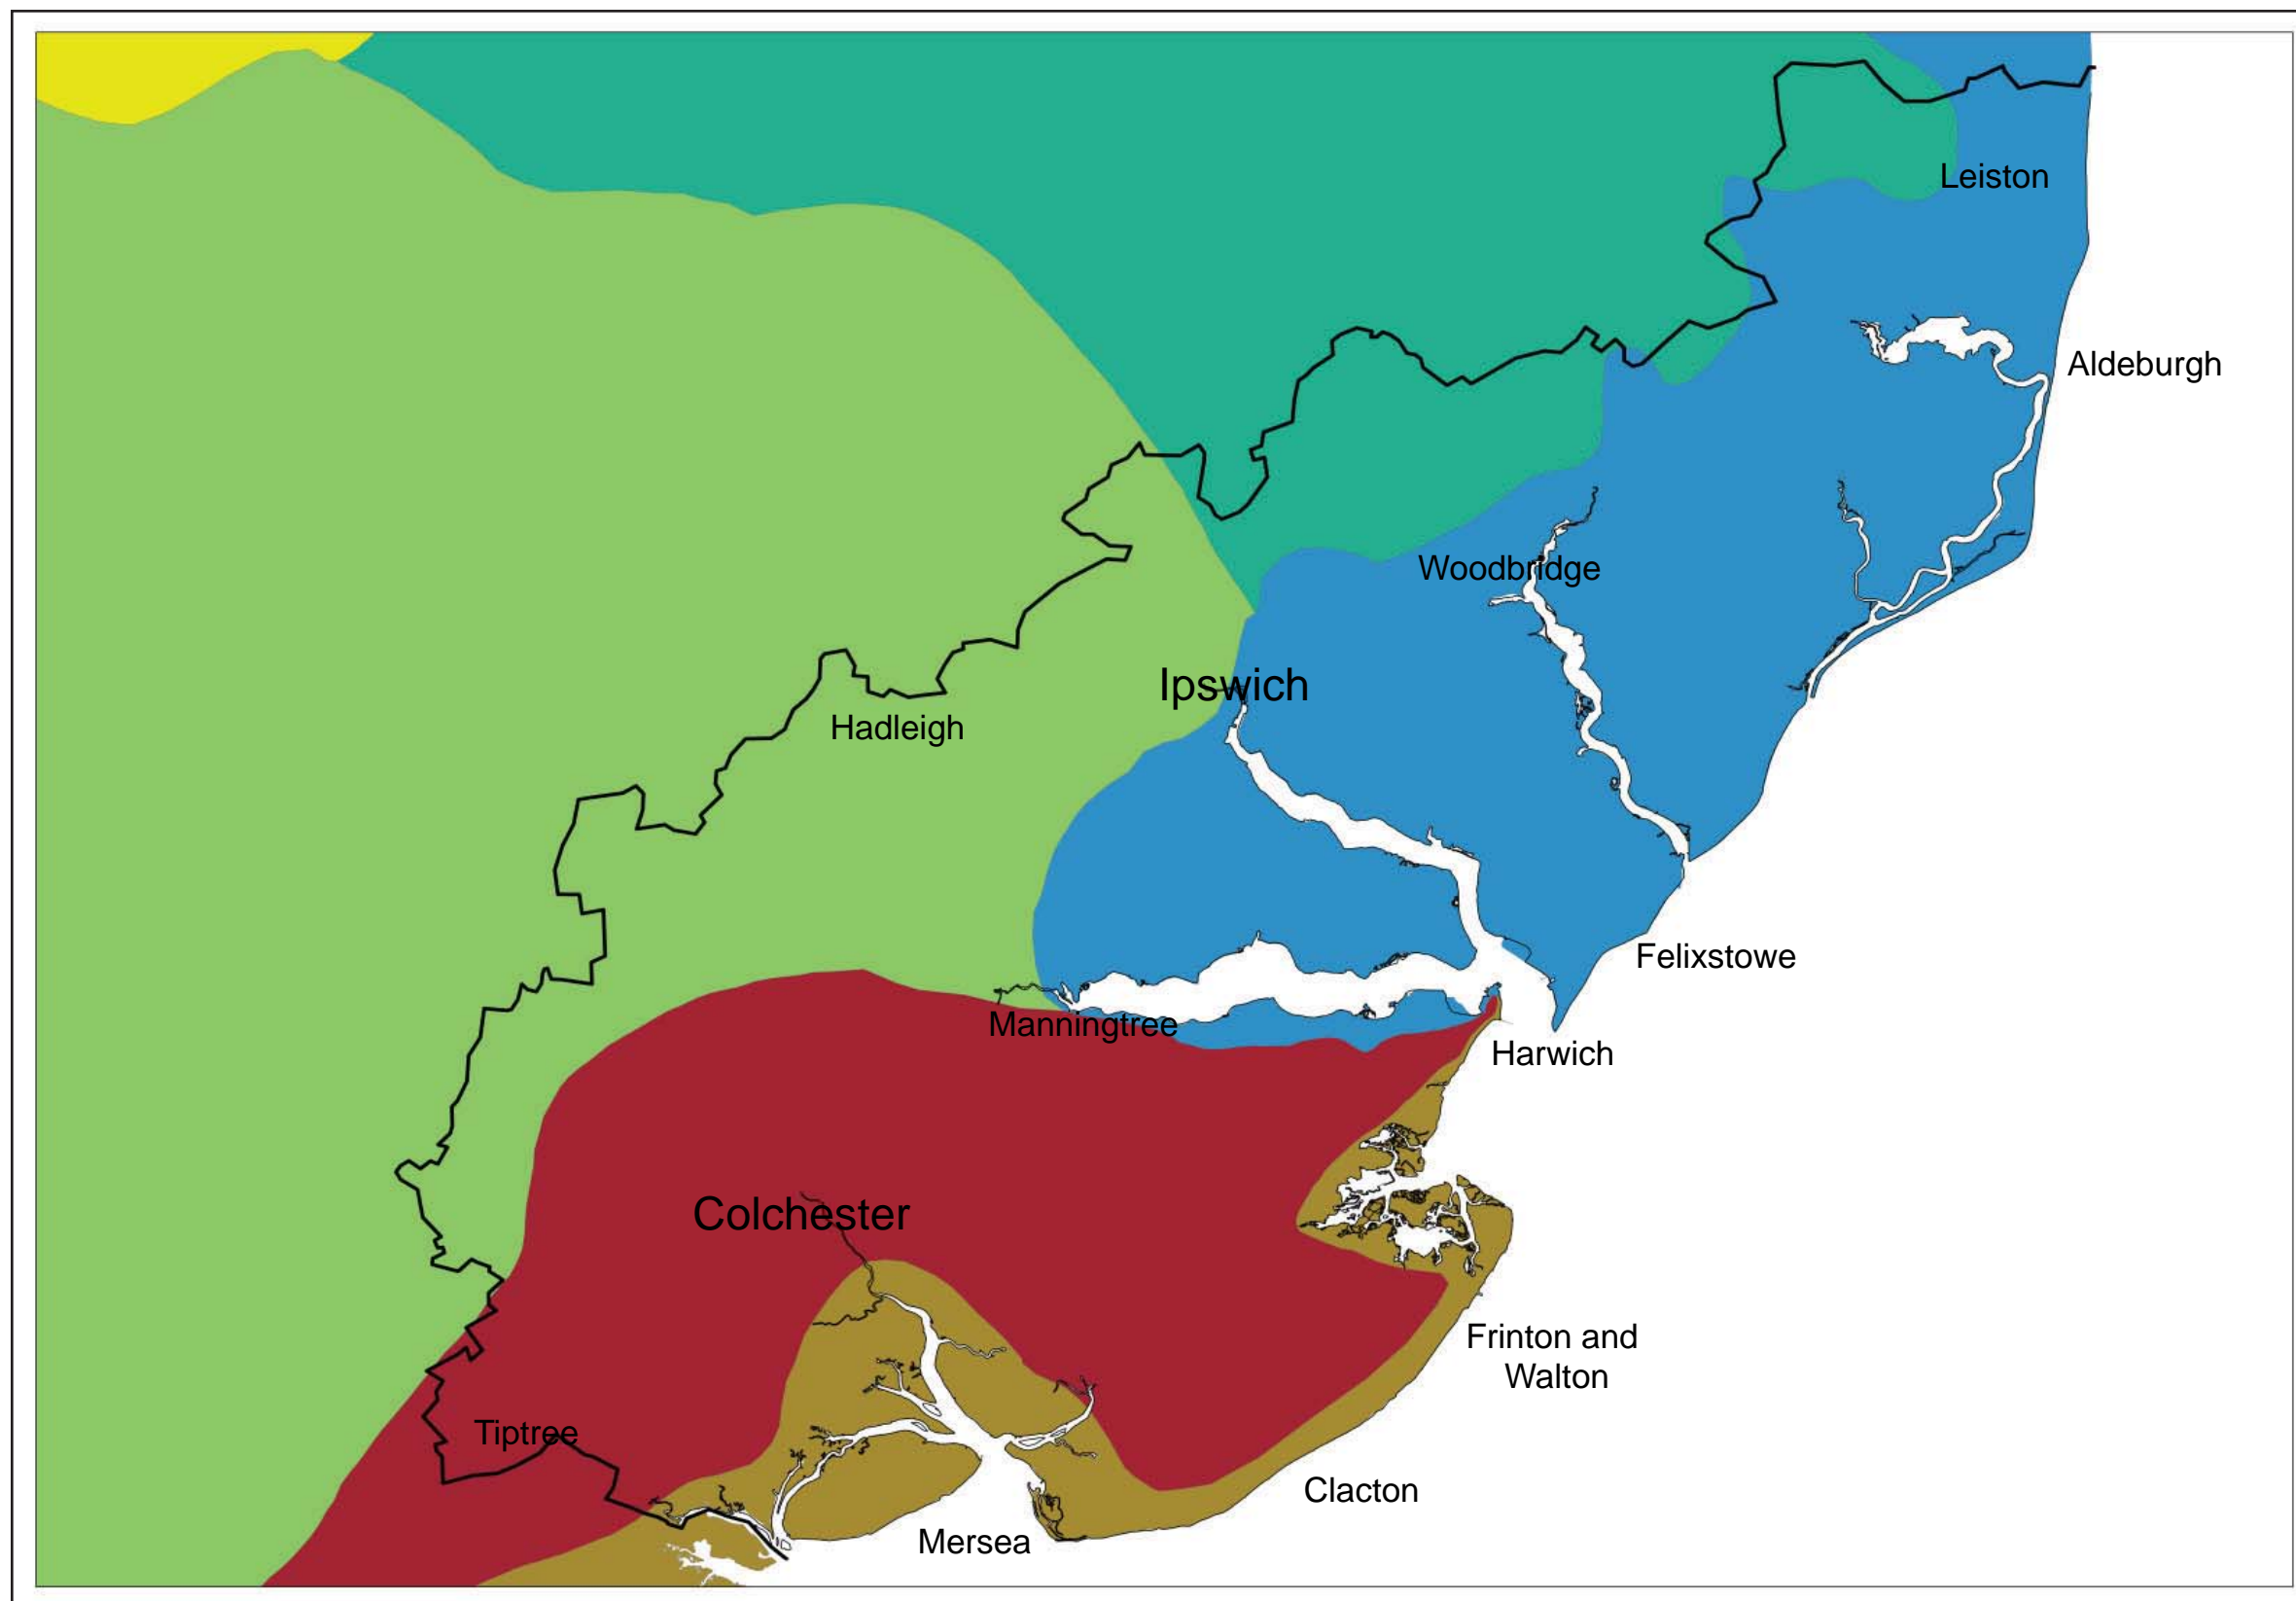 Leiston
Aldeburgh
Woodbridge
Ipswich
Hadleigh
Felixstowe
Manningtree
Harwich
Colchester
Frinton and
Walton
Tiptree
Clacton
Mersea